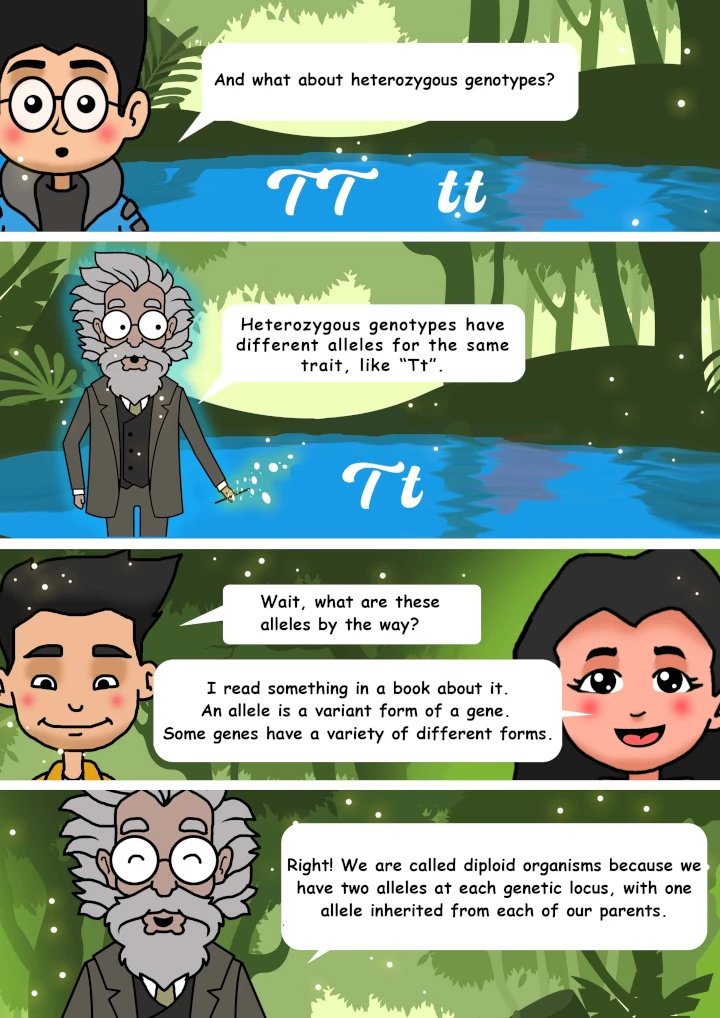 And what about heterozygous genotypes?
TT tt
Heterozygous genotypes have
different alleles for the same
trait, like “Tt”.
T t
Wait, what are these
alleles by the way?
I read something in a book about it.
An allele is a variant form of a gene.
Some genes have a variety of different forms.
Right! We are called diploid organisms because we
have two alleles at each genetic locus, with one
allele inherited from each of our parents.